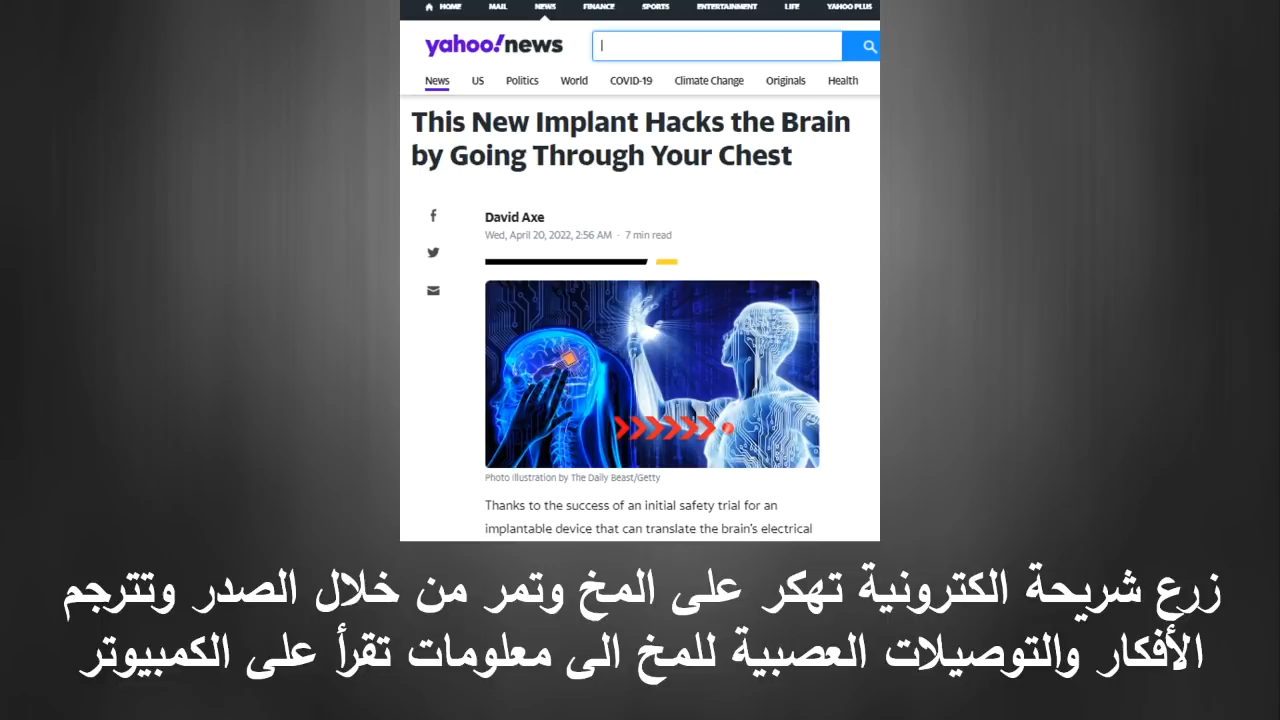 HOME MAIL NEWS FINANCE SPORTS ENTERTAINMENT LIFE YAHOO PLUS
yahoo!news
News US Politics World COVID-19 Climate Change Originals Health
This New Implant Hacks the Brain
by Going Through Your Chest
David Axe
Wed, April 20, 2022, 2:56 AM · 7 min read
Photo Illustration by The Daily Beast/Getty
Thanks to the success of an initial safety trial for an
implantable device that can translate the brain's electrical
زرع شريحة الكترونية تهكر على المخ وتمر من خلال الصدر وتترجم
الأفكار والتوصيلات العصبية للمخ الى معلومات تقرأ على الكمبيوتر